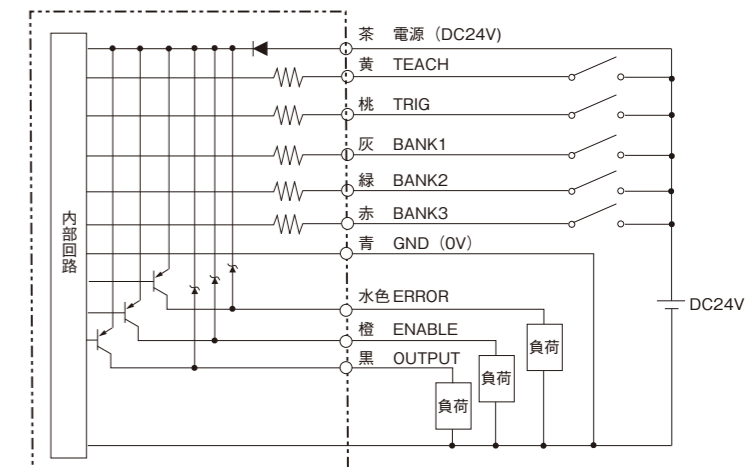 茶 電源（DC24V)
黄 TEACH
桃 TRIG
灰 BANK1
緑 BANK2
赤 BANK3
青 GND（0V）
内部回路
水色 ERROR
DC24V
橙 ENABLE
負荷
黒 OUTPUT
負荷
負荷